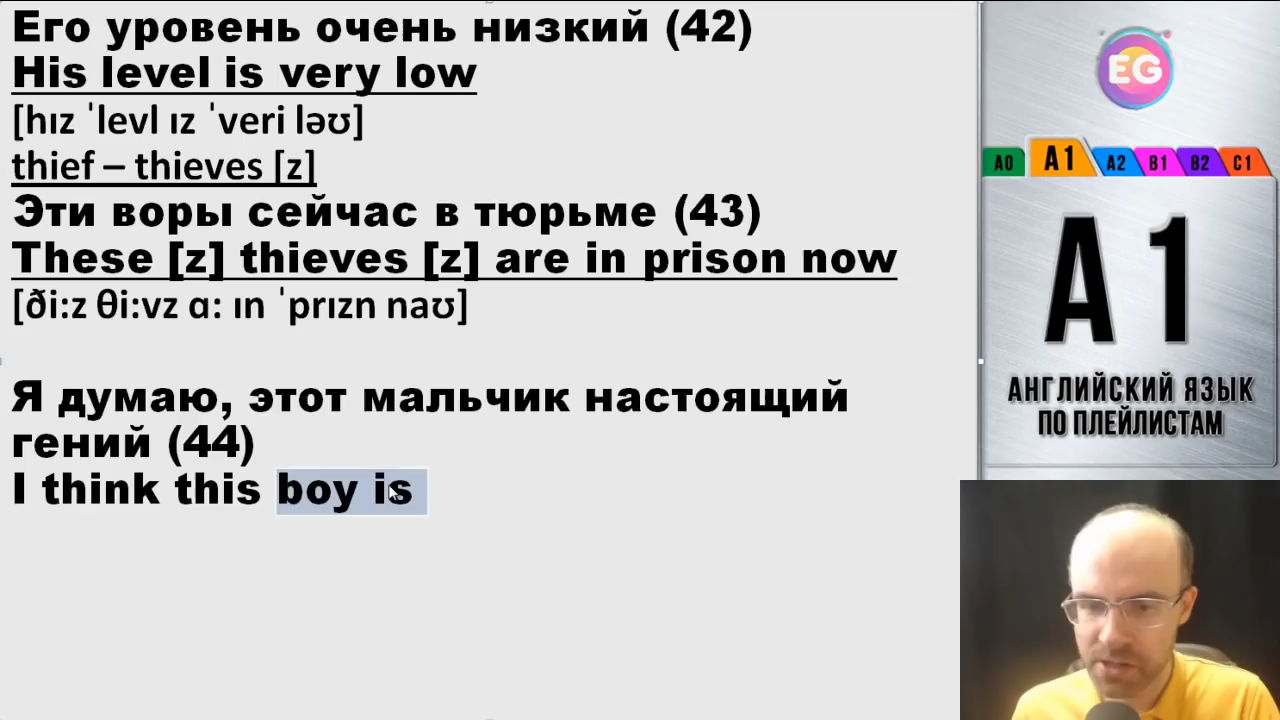 Его уровень очень низкий (42)
His level is very low
[hɪz ˈlevl ɪz ˈveri ləʊ]
thief – thieves [z]
Эти воры сейчас в тюрьме (43)
These [z] thieves [z] are in prison now
[ði:z θi:vz ɑ: ɪn ˈprɪzn naʊ]
Я думаю, этот мальчик настоящий
гений (44)
I think this boy is
EG
A0 A1 A2 B1 B2 C1
A1
АНГЛИЙСКИЙ ЯЗЫК
ПО ПЛЕЙЛИСТАМ